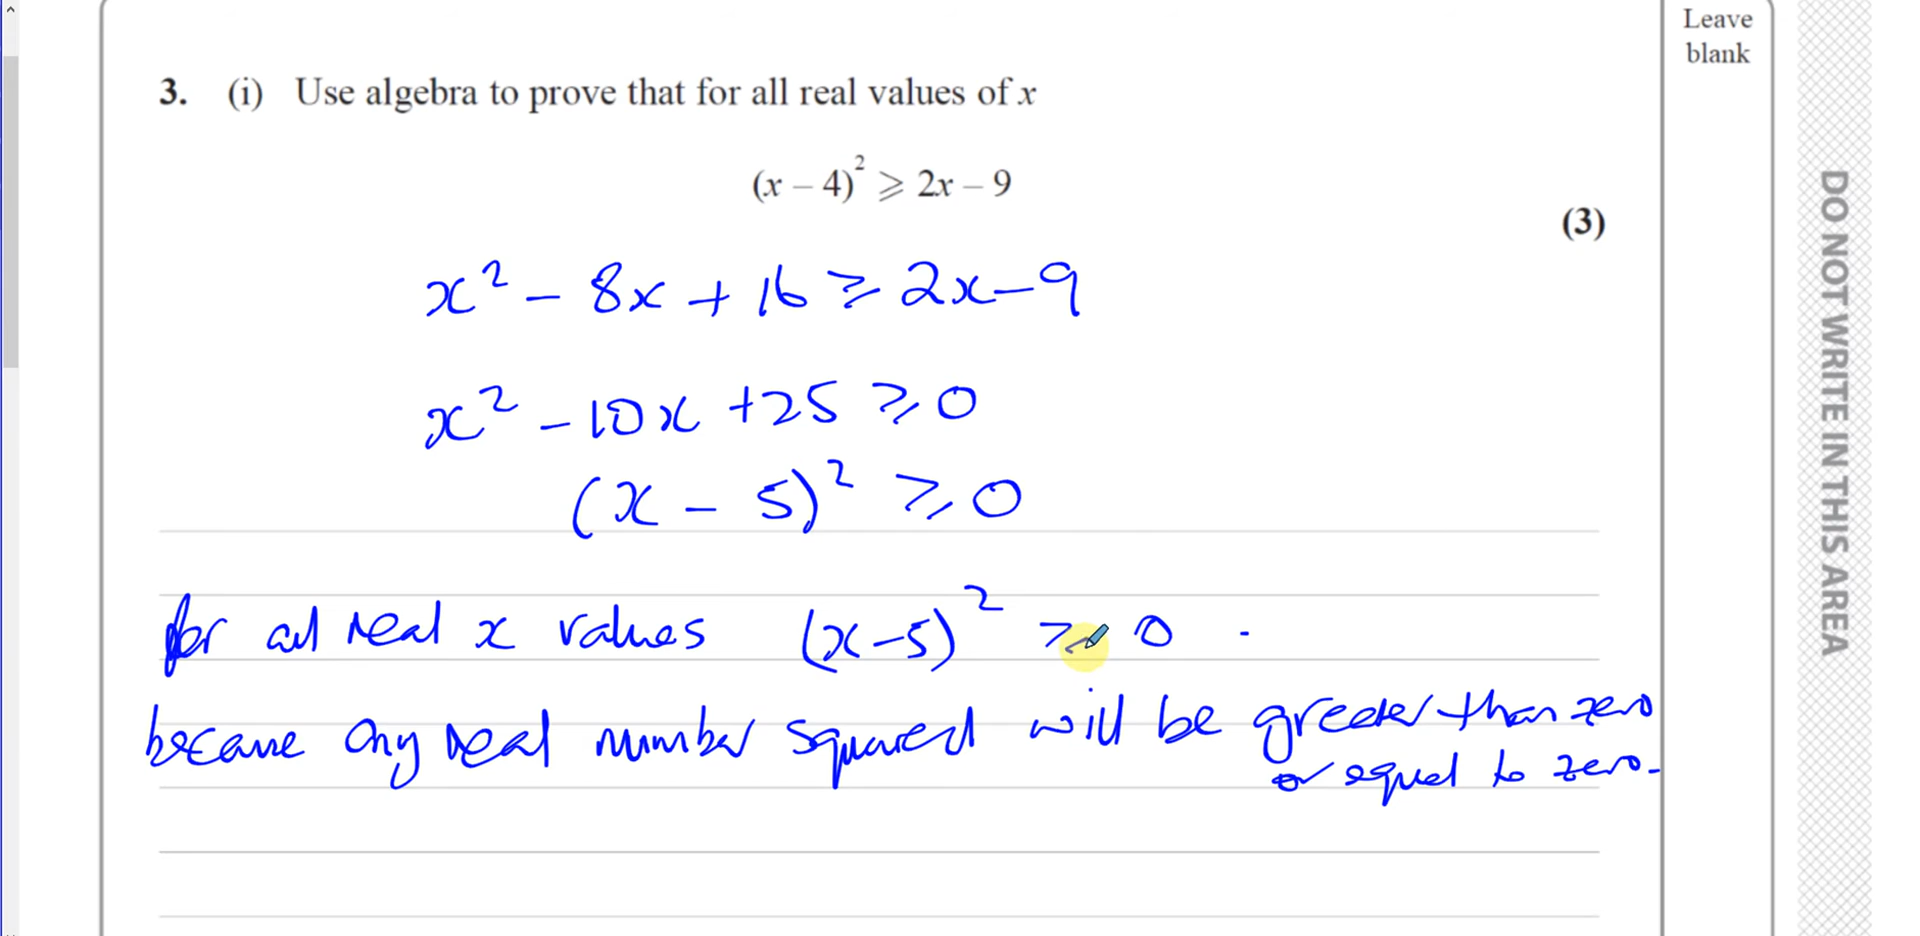 Leave
blank
3. (i) Use algebra to prove that for all real values of x
(x – 4)² ⩾ 2x – 9
(3)
x² – 8x + 16 ⩾ 2x – 9
x² – 10x + 25 ⩾ 0
(x – 5)² ⩾ 0
for all real x values (x – 5)² ⩾ 0 .
because any real number squared will be greater than zero
or equal to zero.
DO NOT WRITE IN THIS AREA